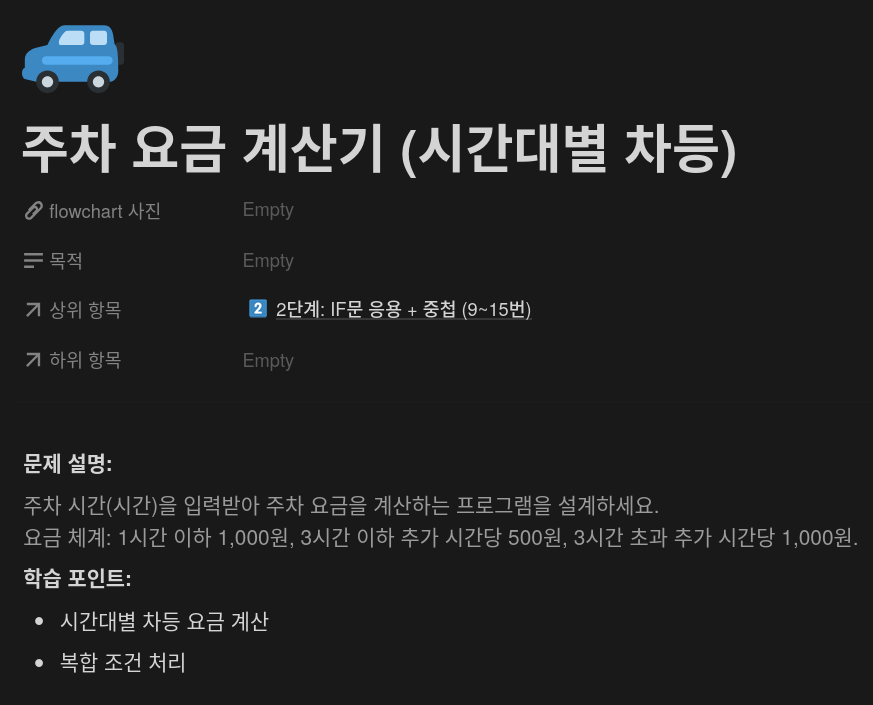 주차 요금 계산기 (시간대별 차등)
flowchart 사진 Empty
목적 Empty
상위 항목 2 2단계: IF문 응용 + 중첩 (9~15번)
하위 항목 Empty
문제 설명:
주차 시간(시간)을 입력받아 주차 요금을 계산하는 프로그램을 설계하세요.
요금 체계: 1시간 이하 1,000원, 3시간 이하 추가 시간당 500원, 3시간 초과 추가 시간당 1,000원.
학습 포인트:
• 시간대별 차등 요금 계산
• 복합 조건 처리